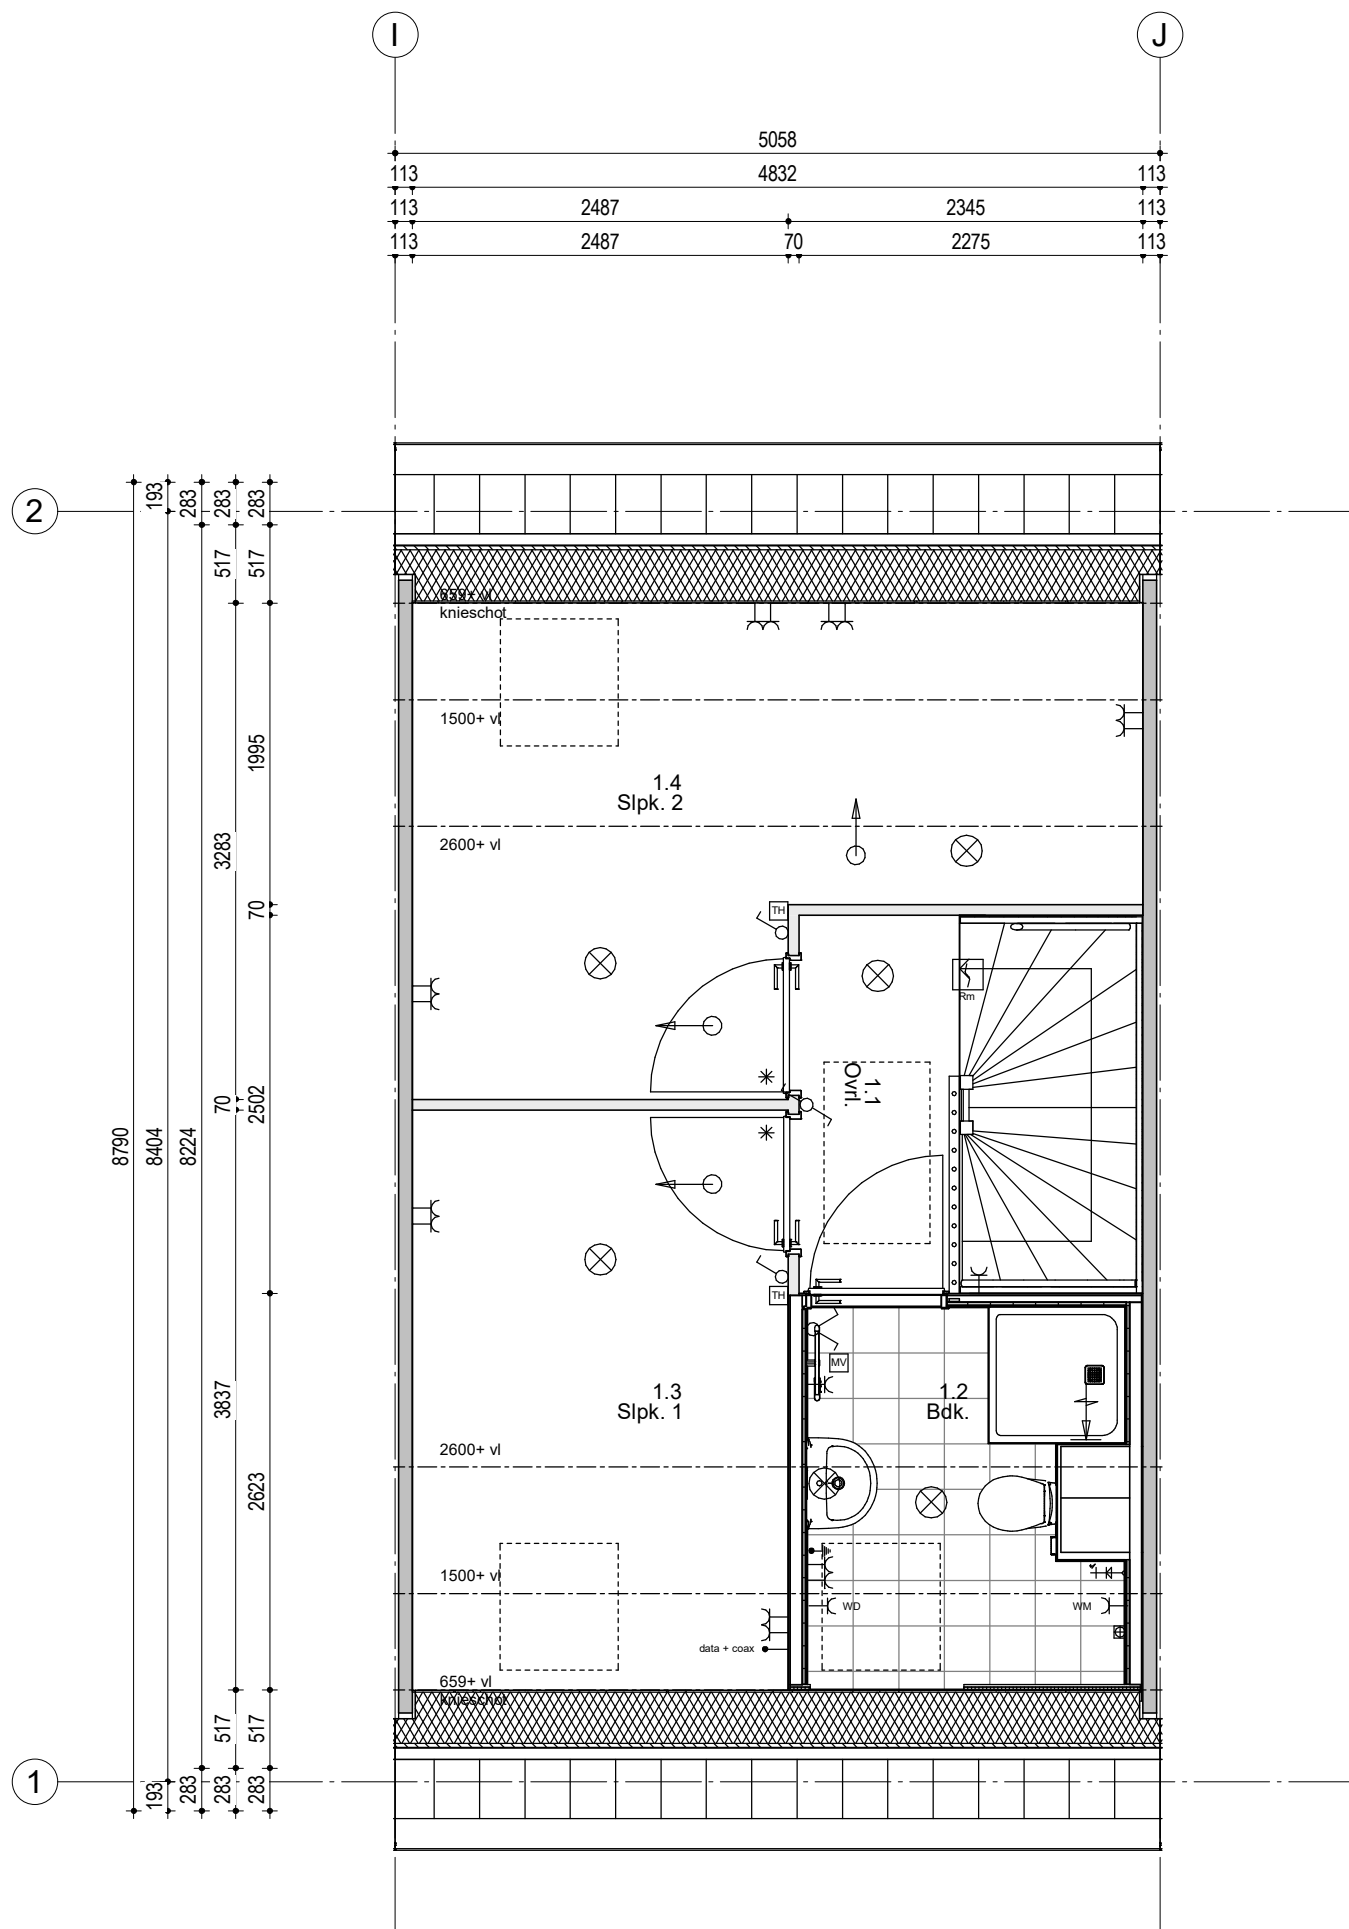 I
J
5058
113
4832
113
113
2487
2345
113
113
2487
70
2275
113
2
193
283
283
283
517
517
659+ vl
knieschot
1500+ vl
1995
1.4
Slpk. 2
2600+ vl
3283
70
TH
Rm
1.1
Ovrl.
70
2502
8790
8404
8224
TH
MV
3837
1.3
Slpk. 1
1.2
Bdk.
2600+ vl
2623
1500+ vl
WD
WM
data + coax
659+ vl
knieschot
517
517
1
193
283
283
283